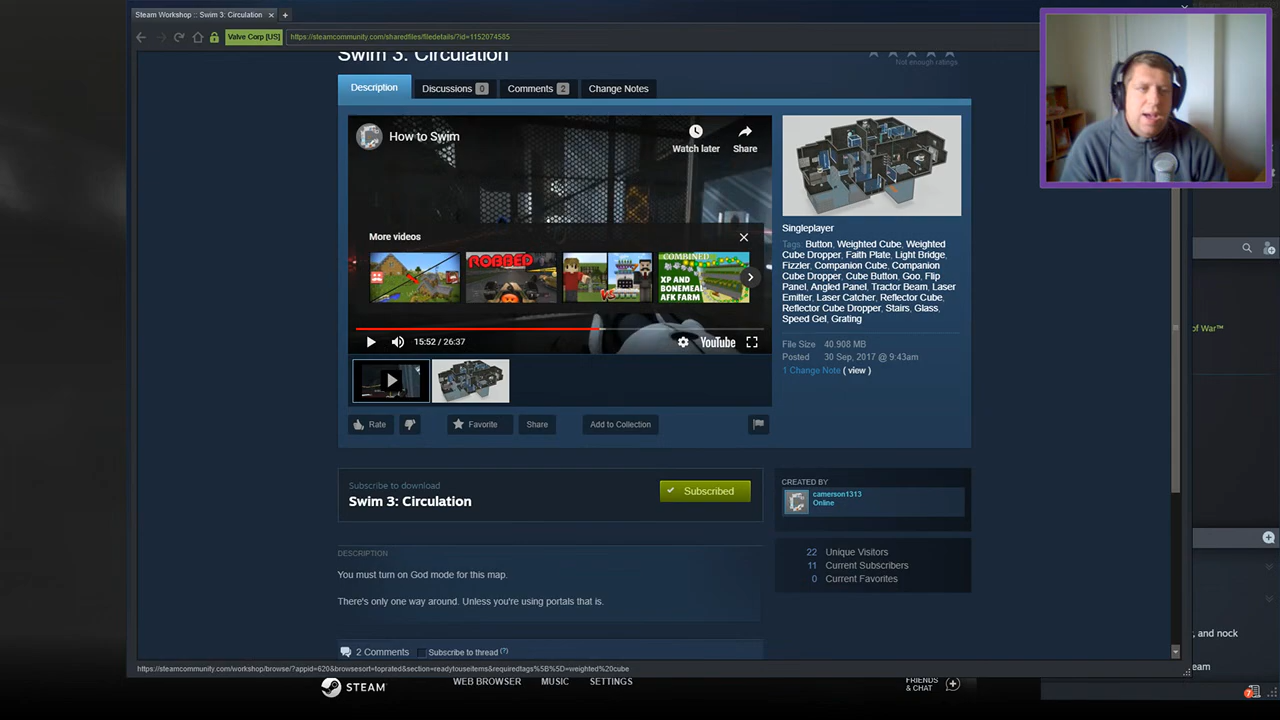 Steam Workshop :: Swim 3: Circulation
Valve Corp [US]
https://steamcommunity.com/sharedfiles/filedetails/?id=1152074585
Swim 3: Circulation
Not enough ratings
Description
Discussions 0
Comments 2
Change Notes
How to Swim
Watch later
Share
More videos
ROBBED
COMBINED
XP AND
BONEMEAL
AFK FARM
15:52 / 26:37
YouTube
Singleplayer
Tags: Button, Weighted Cube, Weighted
Cube Dropper, Faith Plate, Light Bridge,
Fizzler, Companion Cube, Companion
Cube Dropper, Cube Button, Goo, Flip
Panel, Angled Panel, Tractor Beam, Laser
Emitter, Laser Catcher, Reflector Cube,
Reflector Cube Dropper, Stairs, Glass,
Speed Gel, Grating
File Size 40.908 MB
Posted 30 Sep, 2017 @ 9:43am
1 Change Note ( view )
Rate
Favorite
Share
Add to Collection
Subscribe to download
Swim 3: Circulation
Subscribed
CREATED BY
camerson1313
Online
22 Unique Visitors
11 Current Subscribers
0 Current Favorites
DESCRIPTION
You must turn on God mode for this map.
There's only one way around. Unless you're using portals that is.
2 Comments
Subscribe to thread (?)
https://steamcommunity.com/workshop/browse/?appid=620&browsesort=toprated&section=readytouseitems&requiredtags%5B%5D=weighted%20cube
STEAM
WEB BROWSER
MUSIC
SETTINGS
FRIENDS
& CHAT
of War™
, and nock
eam
7